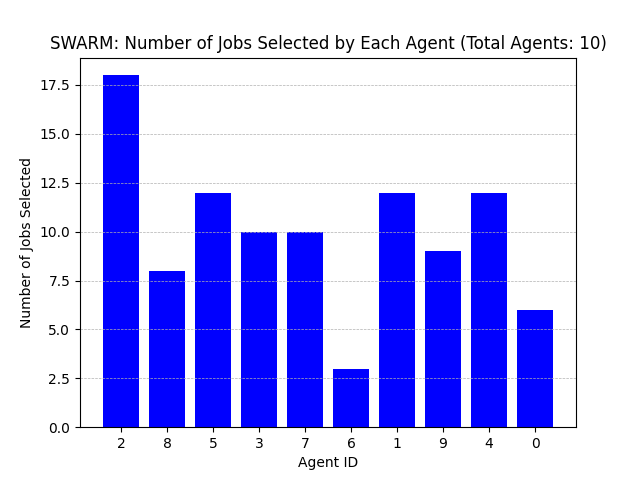 SWARM: Number of Jobs Selected by Each Agent (Total Agents: 10)
Number of Jobs Selected
17.5
15.0
12.5
10.0
7.5
5.0
2.5
0.0
2 8 5 3 7 6 1 9 4 0
Agent ID